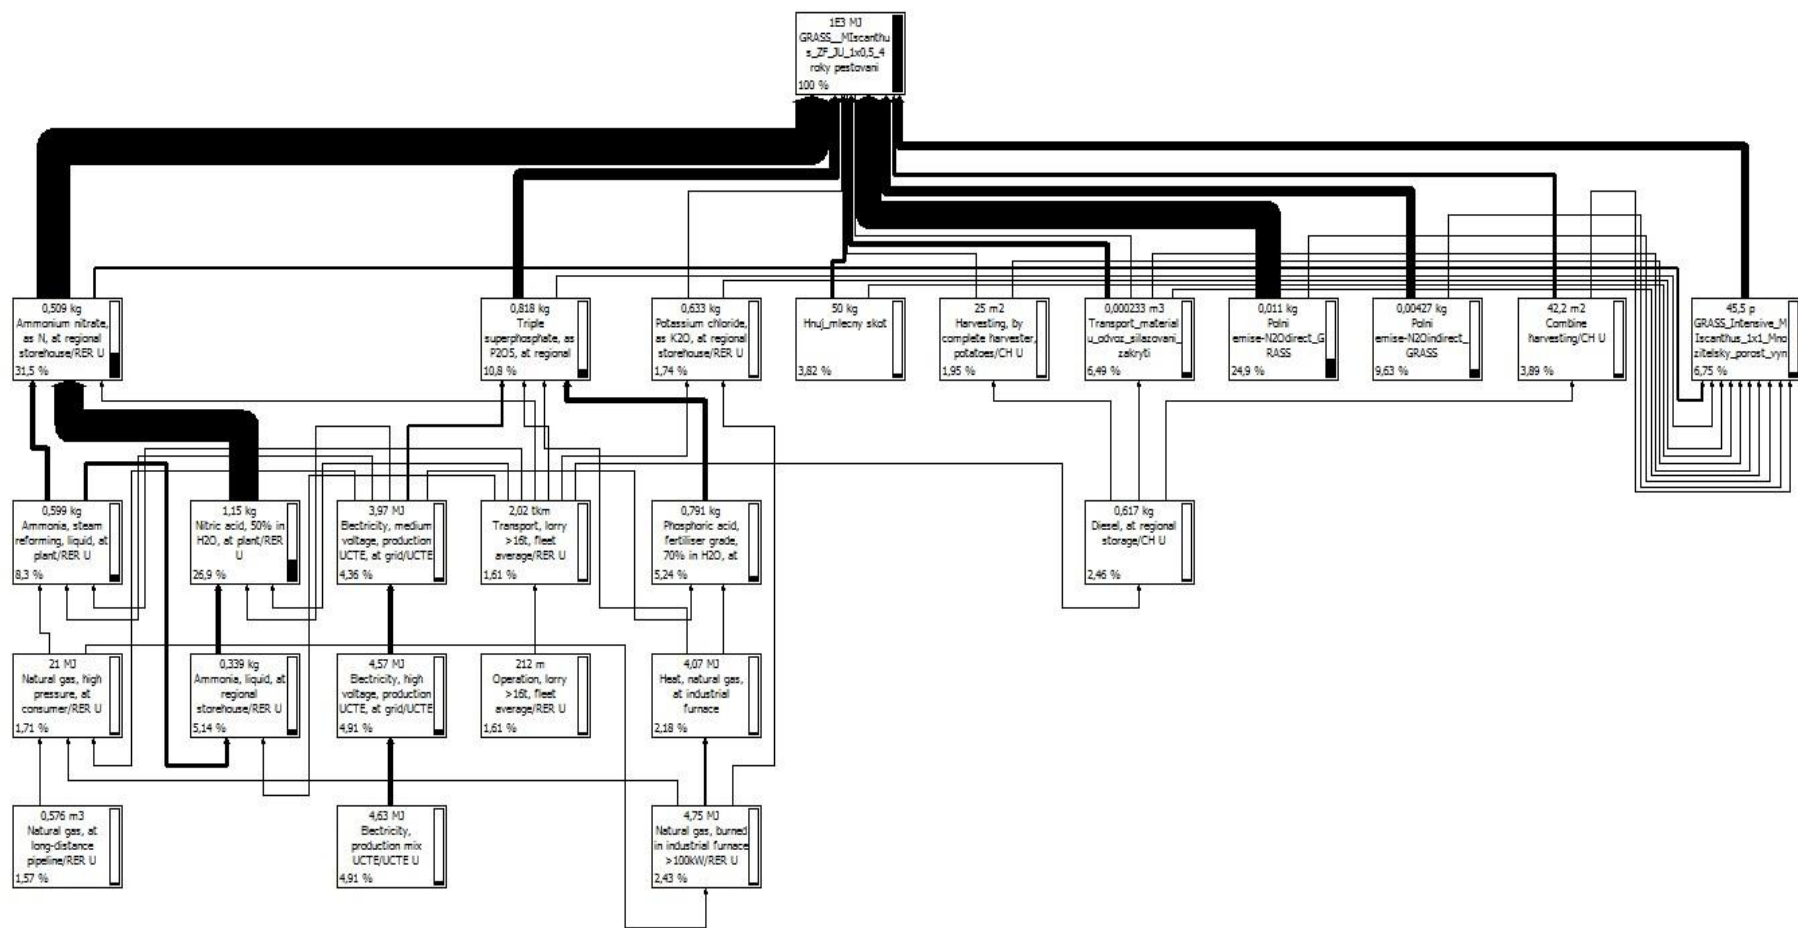 1E3 MJ
GRASS__MIscanthu
s_ZF_JU_1x0,5_4
roky pestovani
100 %
0,509 kg
Ammonium nitrate,
as N, at regional
storehouse/RER U
31,5 %
0,818 kg
Triple
superphosphate, as
P2O5, at regional
10,8 %
0,633 kg
Potassium chloride,
as K2O, at regional
storehouse/RER U
1,74 %
50 kg
Hnuj_mlecny skot
3,82 %
25 m2
Harvesting, by
complete harvester,
potatoes/CH U
1,95 %
0,000233 m3
Transport_material
u_odvoz_silazovani_
zakryti
6,49 %
0,011 kg
Polni
emise-N2Odirect_G
RASS
24,9 %
0,00427 kg
Polni
emise-N2Oindirect_
GRASS
9,63 %
42,2 m2
Combine
harvesting/CH U
3,89 %
45,5 p
GRASS_Intensive_M
Iscanthus_1x1_Mno
zitelsky_porost_vyn
6,75 %
0,599 kg
Ammonia, steam
reforming, liquid, at
plant/RER U
8,3 %
1,15 kg
Nitric acid, 50% in
H2O, at plant/RER
U
26,9 %
3,97 MJ
Electricity, medium
voltage, production
UCTE, at grid/UCTE
4,36 %
2,02 tkm
Transport, lorry
>16t, fleet
average/RER U
1,61 %
0,791 kg
Phosphoric acid,
fertiliser grade,
70% in H2O, at
5,24 %
0,617 kg
Diesel, at regional
storage/CH U
2,46 %
21 MJ
Natural gas, high
pressure, at
consumer/RER U
1,71 %
0,339 kg
Ammonia, liquid, at
regional
storehouse/RER U
5,14 %
4,57 MJ
Electricity, high
voltage, production
UCTE, at grid/UCTE
4,91 %
212 m
Operation, lorry
>16t, fleet
average/RER U
1,61 %
4,07 MJ
Heat, natural gas,
at industrial
furnace
2,18 %
0,576 m3
Natural gas, at
long-distance
pipeline/RER U
1,57 %
4,63 MJ
Electricity,
production mix
UCTE/UCTE U
4,91 %
4,75 MJ
Natural gas, burned
in industrial furnace
>100kW/RER U
2,43 %